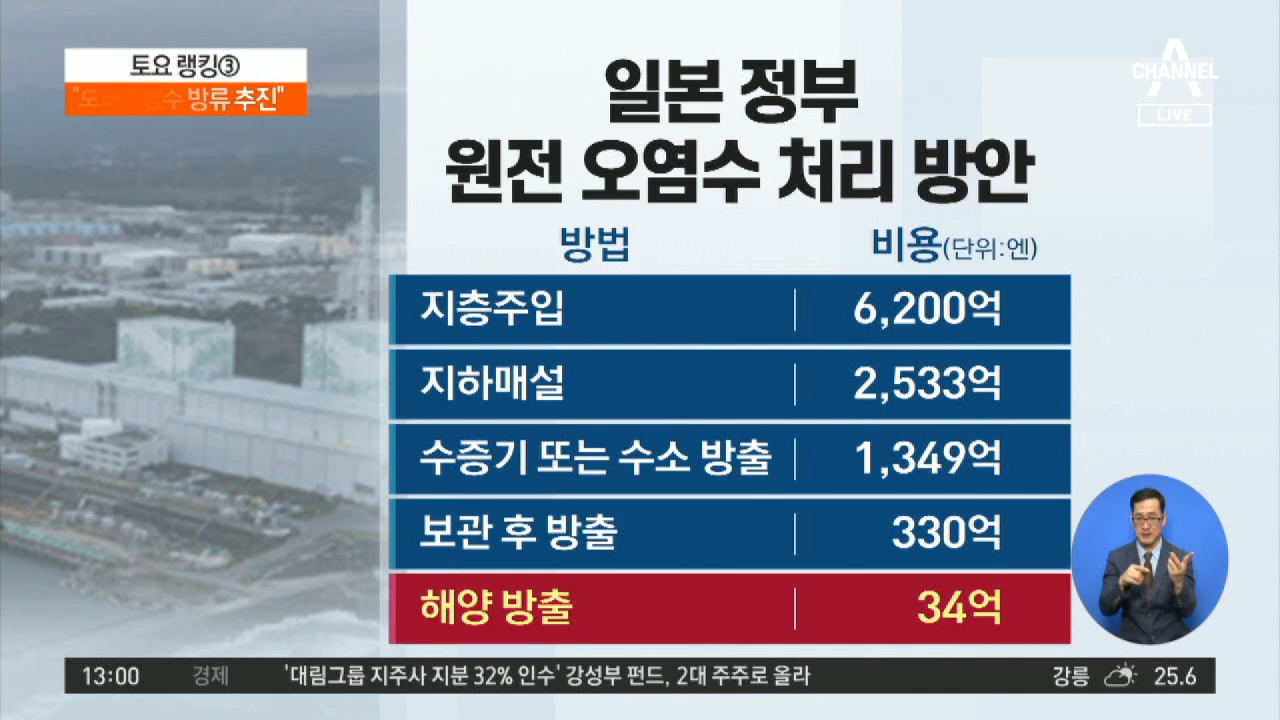 토요 랭킹③
방류 추진"
CHANNEL A
LIVE
일본 정부
원전 오염수 처리 방안
방법 비용(단위:엔)
지층주입 6,200억
지하매설 2,533억
수증기 또는 수소 방출 1,349억
보관 후 방출 330억
해양 방출 34억
13:00 경제 '대림그룹 지주사 지분 32% 인수' 강성부 펀드, 2대 주주로 올라 강릉 25.6